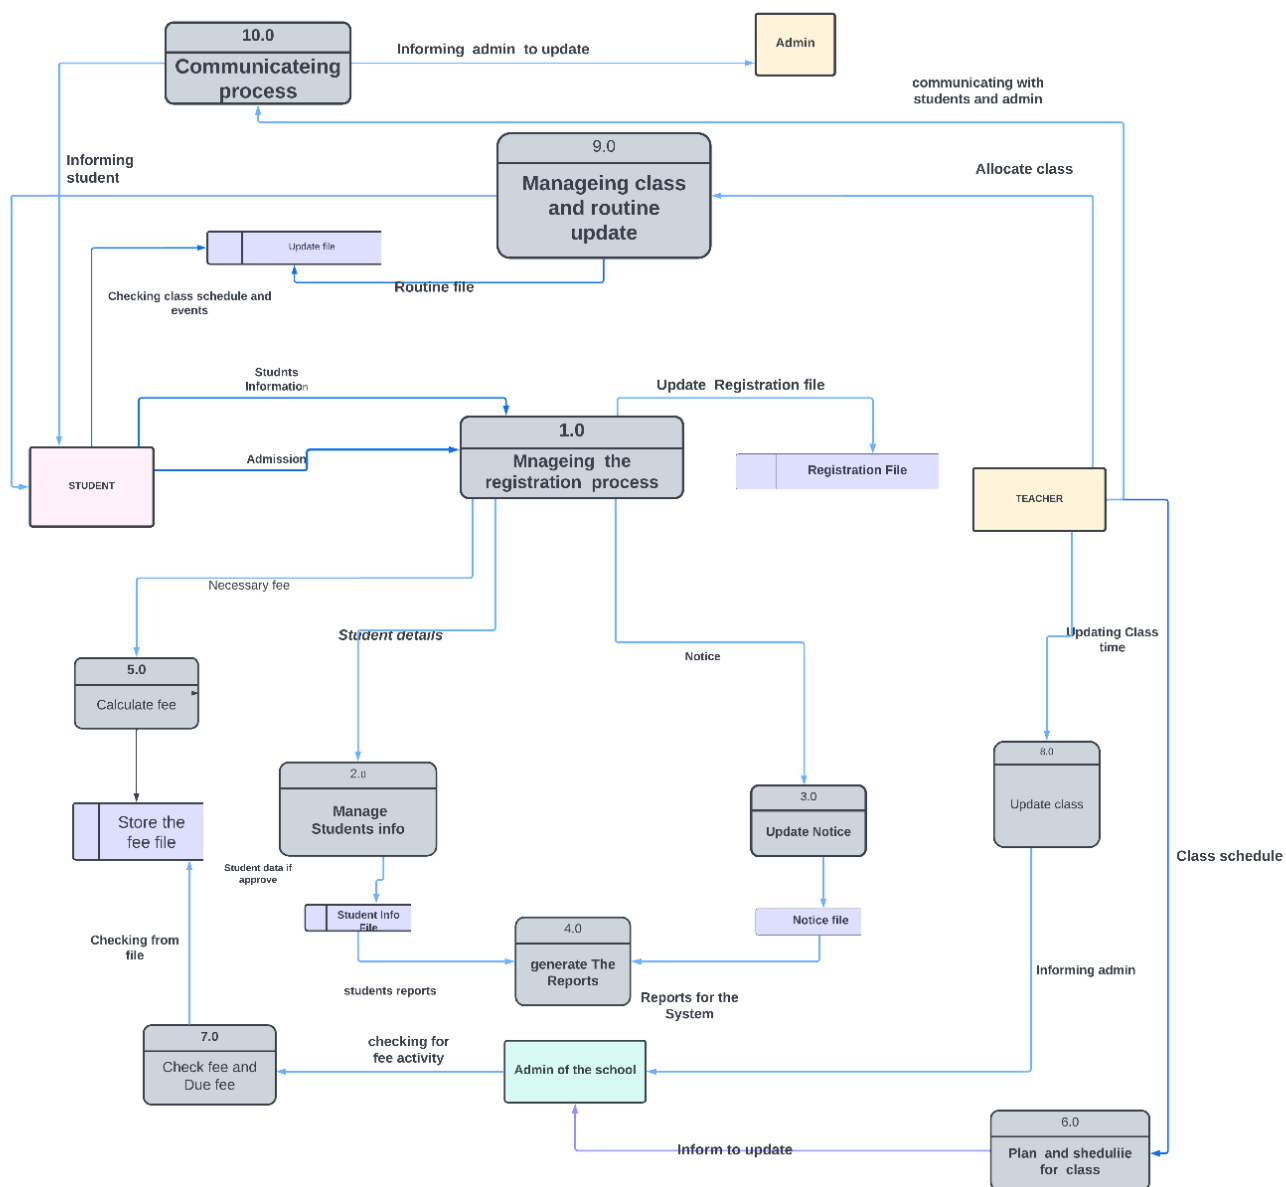 10.0
Communicateing
process
Informing admin to update
Admin
communicating with
students and admin
Informing
student
9.0
Manageing class
and routine
update
Allocate class
Update file
Routine file
Checking class schedule and
events
Studnts
Information
Update Registration file
1.0
Mnageing the
registration process
Admission
Registration File
STUDENT
TEACHER
Necessary fee
Student details
Notice
Updating Class
time
5.0
Calculate fee
2.0
Manage
Students info
3.0
Update Notice
8.0
Update class
Store the
fee file
Student data if
approve
Class schedule
Student Info
File
Notice file
4.0
generate The
Reports
Checking from
file
Informing admin
students reports
Reports for the
System
7.0
Check fee and
Due fee
checking for
fee activity
Admin of the school
Inform to update
6.0
Plan and sheduliie
for class